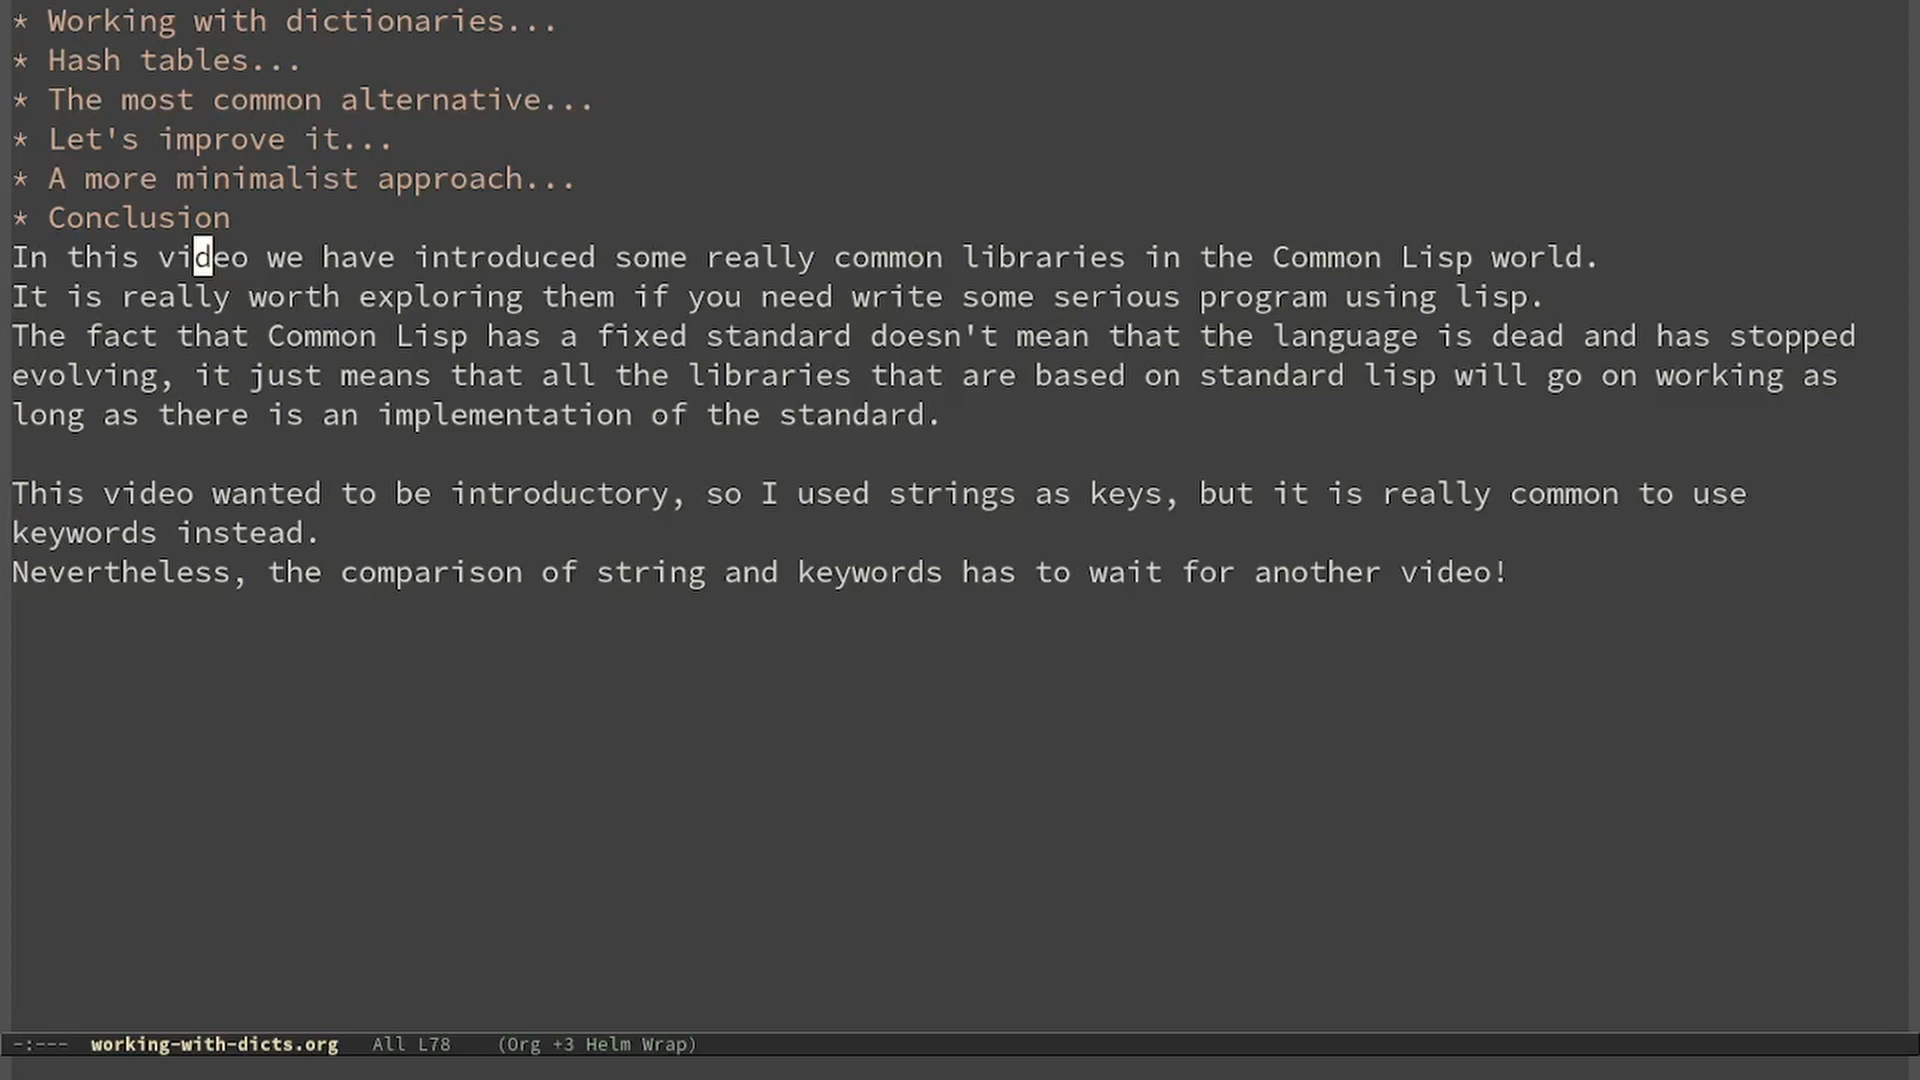 * Working with dictionaries...
* Hash tables...
* The most common alternative...
* Let's improve it...
* A more minimalist approach...
* Conclusion
In this video we have introduced some really common libraries in the Common Lisp world.
It is really worth exploring them if you need write some serious program using lisp.
The fact that Common Lisp has a fixed standard doesn't mean that the language is dead and has stopped
evolving, it just means that all the libraries that are based on standard lisp will go on working as
long as there is an implementation of the standard.
This video wanted to be introductory, so I used strings as keys, but it is really common to use
keywords instead.
Nevertheless, the comparison of string and keywords has to wait for another video!
-:--- working-with-dicts.org All L78 (Org +3 Helm Wrap)